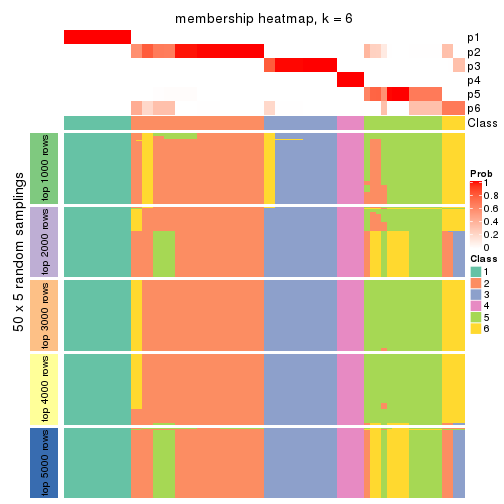 membership heatmap, k = 6
p1
p2
p3
p4
p5
p6
Class
50 x 5 random samplings
top 1000 rows
top 2000 rows
top 3000 rows
top 4000 rows
top 5000 rows
Prob
1
0.8
0.6
0.4
0.2
0
Class
1
2
3
4
5
6